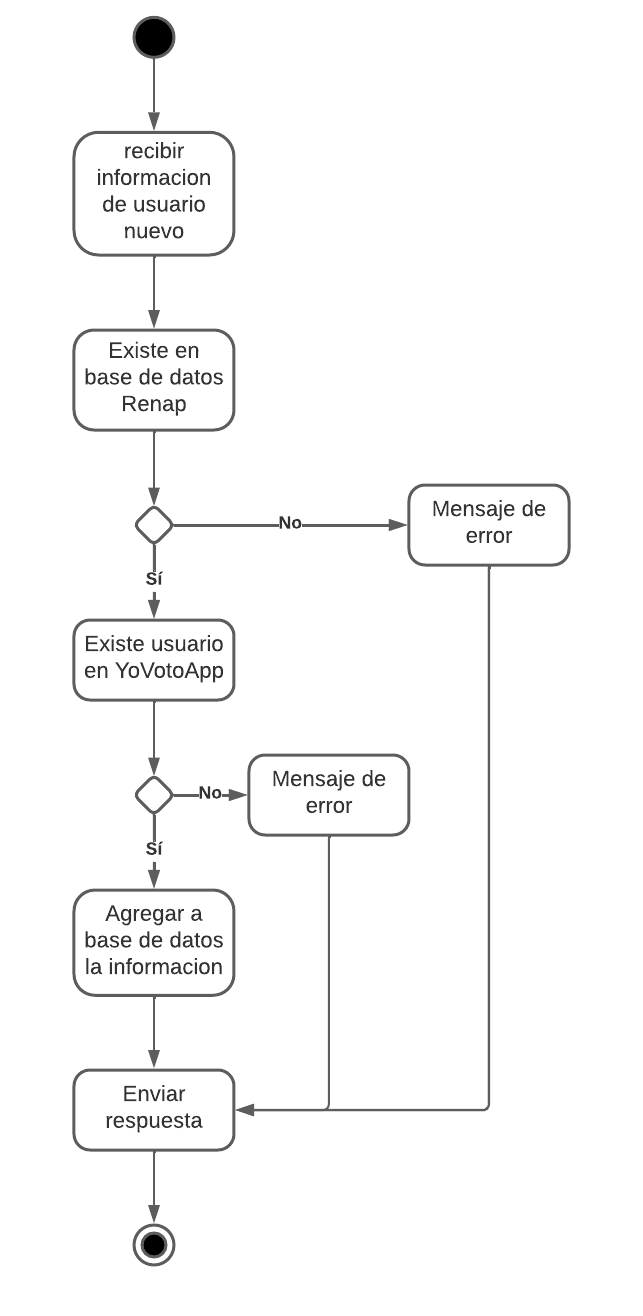 recibir
informacion
de usuario
nuevo
Existe en
base de datos
Renap
No
Mensaje de
error
Sí
Existe usuario
en YoVotoApp
No
Mensaje de
error
Sí
Agregar a
base de datos
la informacion
Enviar
respuesta